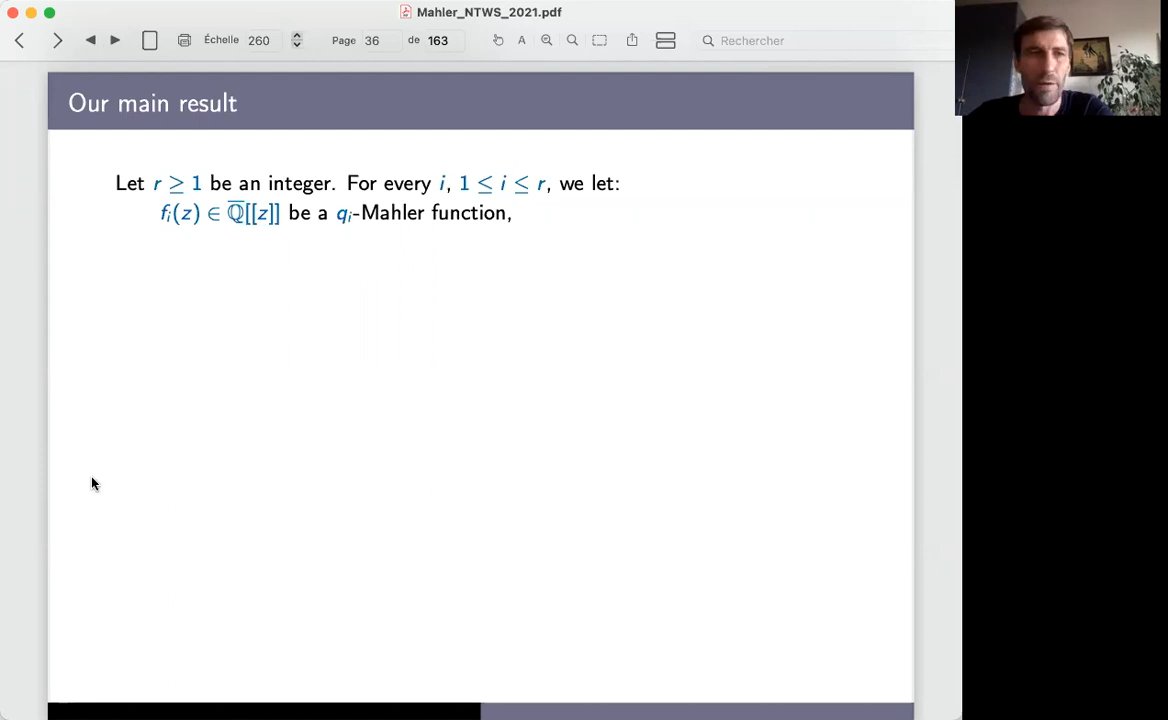 Mahler_NTWS_2021.pdf
Échelle 260 Page 36 de 163 A Rechercher
Our main result
Let r ≥ 1 be an integer. For every i, 1 ≤ i ≤ r, we let:
fᵢ(z) ∈ ℚ̅[[z]] be a qᵢ-Mahler function,